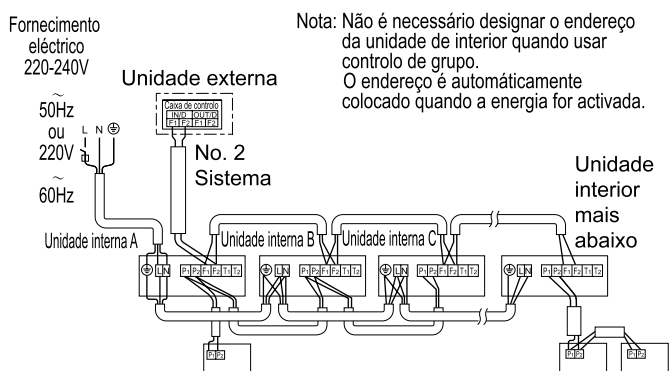 Fornecimento
eléctrico
220-240V
~
50Hz
ou
220V
~
60Hz
L N
Unidade externa
Caixa de controlo
IN/D OUT/D
F1 F2 F1 F2
No. 2
Sistema
Nota: Não é necessário designar o endereço
da unidade de interior quando usar
controlo de grupo.
O endereço é automáticamente
colocado quando a energia for activada.
Unidade
interior
mais
abaixo
Unidade interna A
Unidade interna B
Unidade interna C
L N
P1 P2 F1 F2 T1 T2
L N
P1 P2 F1 F2 T1 T2
L N
P1 P2 F1 F2 T1 T2
L N
P1 P2 F1 F2 T1 T2
P1 P2
P1 P2
P1 P2